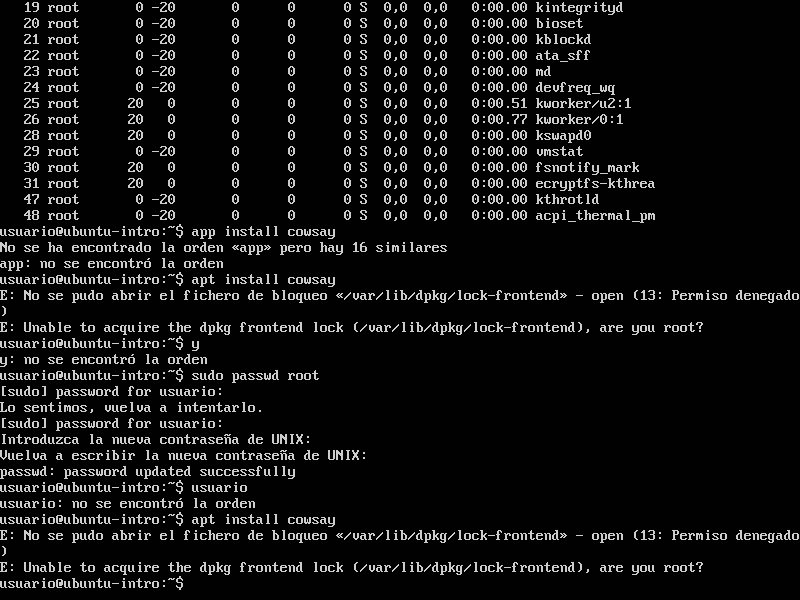 19 root 0 -20 0 0 0 S 0,0 0,0 0:00.00 kintegrityd
20 root 0 -20 0 0 0 S 0,0 0,0 0:00.00 bioset
21 root 0 -20 0 0 0 S 0,0 0,0 0:00.00 kblockd
22 root 0 -20 0 0 0 S 0,0 0,0 0:00.00 ata_sff
23 root 0 -20 0 0 0 S 0,0 0,0 0:00.00 md
24 root 0 -20 0 0 0 S 0,0 0,0 0:00.00 devfreq_wq
25 root 20 0 0 0 0 S 0,0 0,0 0:00.51 kworker/u2:1
26 root 20 0 0 0 0 S 0,0 0,0 0:00.77 kworker/0:1
28 root 20 0 0 0 0 S 0,0 0,0 0:00.00 kswapd0
29 root 0 -20 0 0 0 S 0,0 0,0 0:00.00 vmstat
30 root 20 0 0 0 0 S 0,0 0,0 0:00.00 fsnotify_mark
31 root 20 0 0 0 0 S 0,0 0,0 0:00.00 ecryptfs-kthrea
47 root 0 -20 0 0 0 S 0,0 0,0 0:00.00 kthrotld
48 root 0 -20 0 0 0 S 0,0 0,0 0:00.00 acpi_thermal_pm
usuario@ubuntu-intro:~$ app install cowsay
No se ha encontrado la orden «app» pero hay 16 similares
app: no se encontró la orden
usuario@ubuntu-intro:~$ apt install cowsay
E: No se pudo abrir el fichero de bloqueo «/var/lib/dpkg/lock-frontend» - open (13: Permiso denegado
)
E: Unable to acquire the dpkg frontend lock (/var/lib/dpkg/lock-frontend), are you root?
usuario@ubuntu-intro:~$ y
y: no se encontró la orden
usuario@ubuntu-intro:~$ sudo passwd root
[sudo] password for usuario:
Lo sentimos, vuelva a intentarlo.
[sudo] password for usuario:
Introduzca la nueva contraseña de UNIX:
Vuelva a escribir la nueva contraseña de UNIX:
passwd: password updated successfully
usuario@ubuntu-intro:~$ usuario
usuario: no se encontró la orden
usuario@ubuntu-intro:~$ apt install cowsay
E: No se pudo abrir el fichero de bloqueo «/var/lib/dpkg/lock-frontend» - open (13: Permiso denegado
)
E: Unable to acquire the dpkg frontend lock (/var/lib/dpkg/lock-frontend), are you root?
usuario@ubuntu-intro:~$